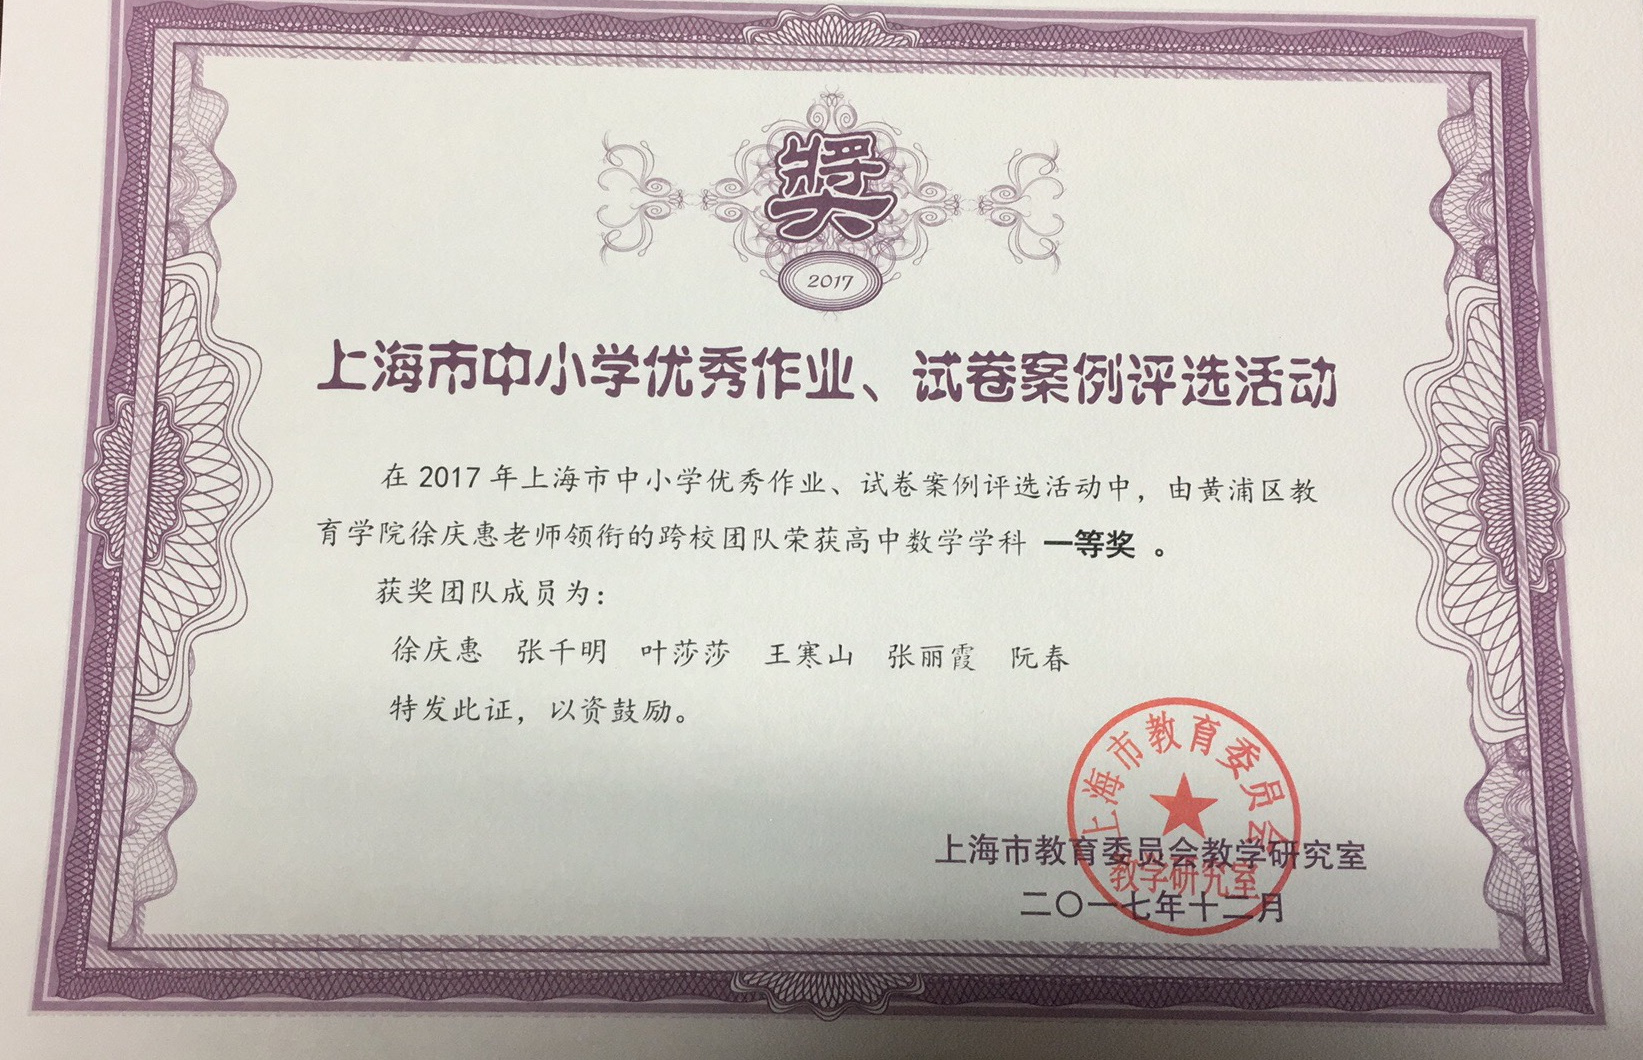 奖
2017
上海市中小学优秀作业、试卷案例评选活动
在 2017 年上海市中小学优秀作业、试卷案例评选活动中，由黄浦区教
育学院徐庆惠老师领衔的跨校团队荣获高中数学学科 一等奖 。
获奖团队成员为：
徐庆惠 张千明 叶莎莎 王寒山 张丽霞 阮春
特发此证，以资鼓励。
上海市教育委员会
上海市教育委员会教学研究室
教学研究室
二〇一七年十二月